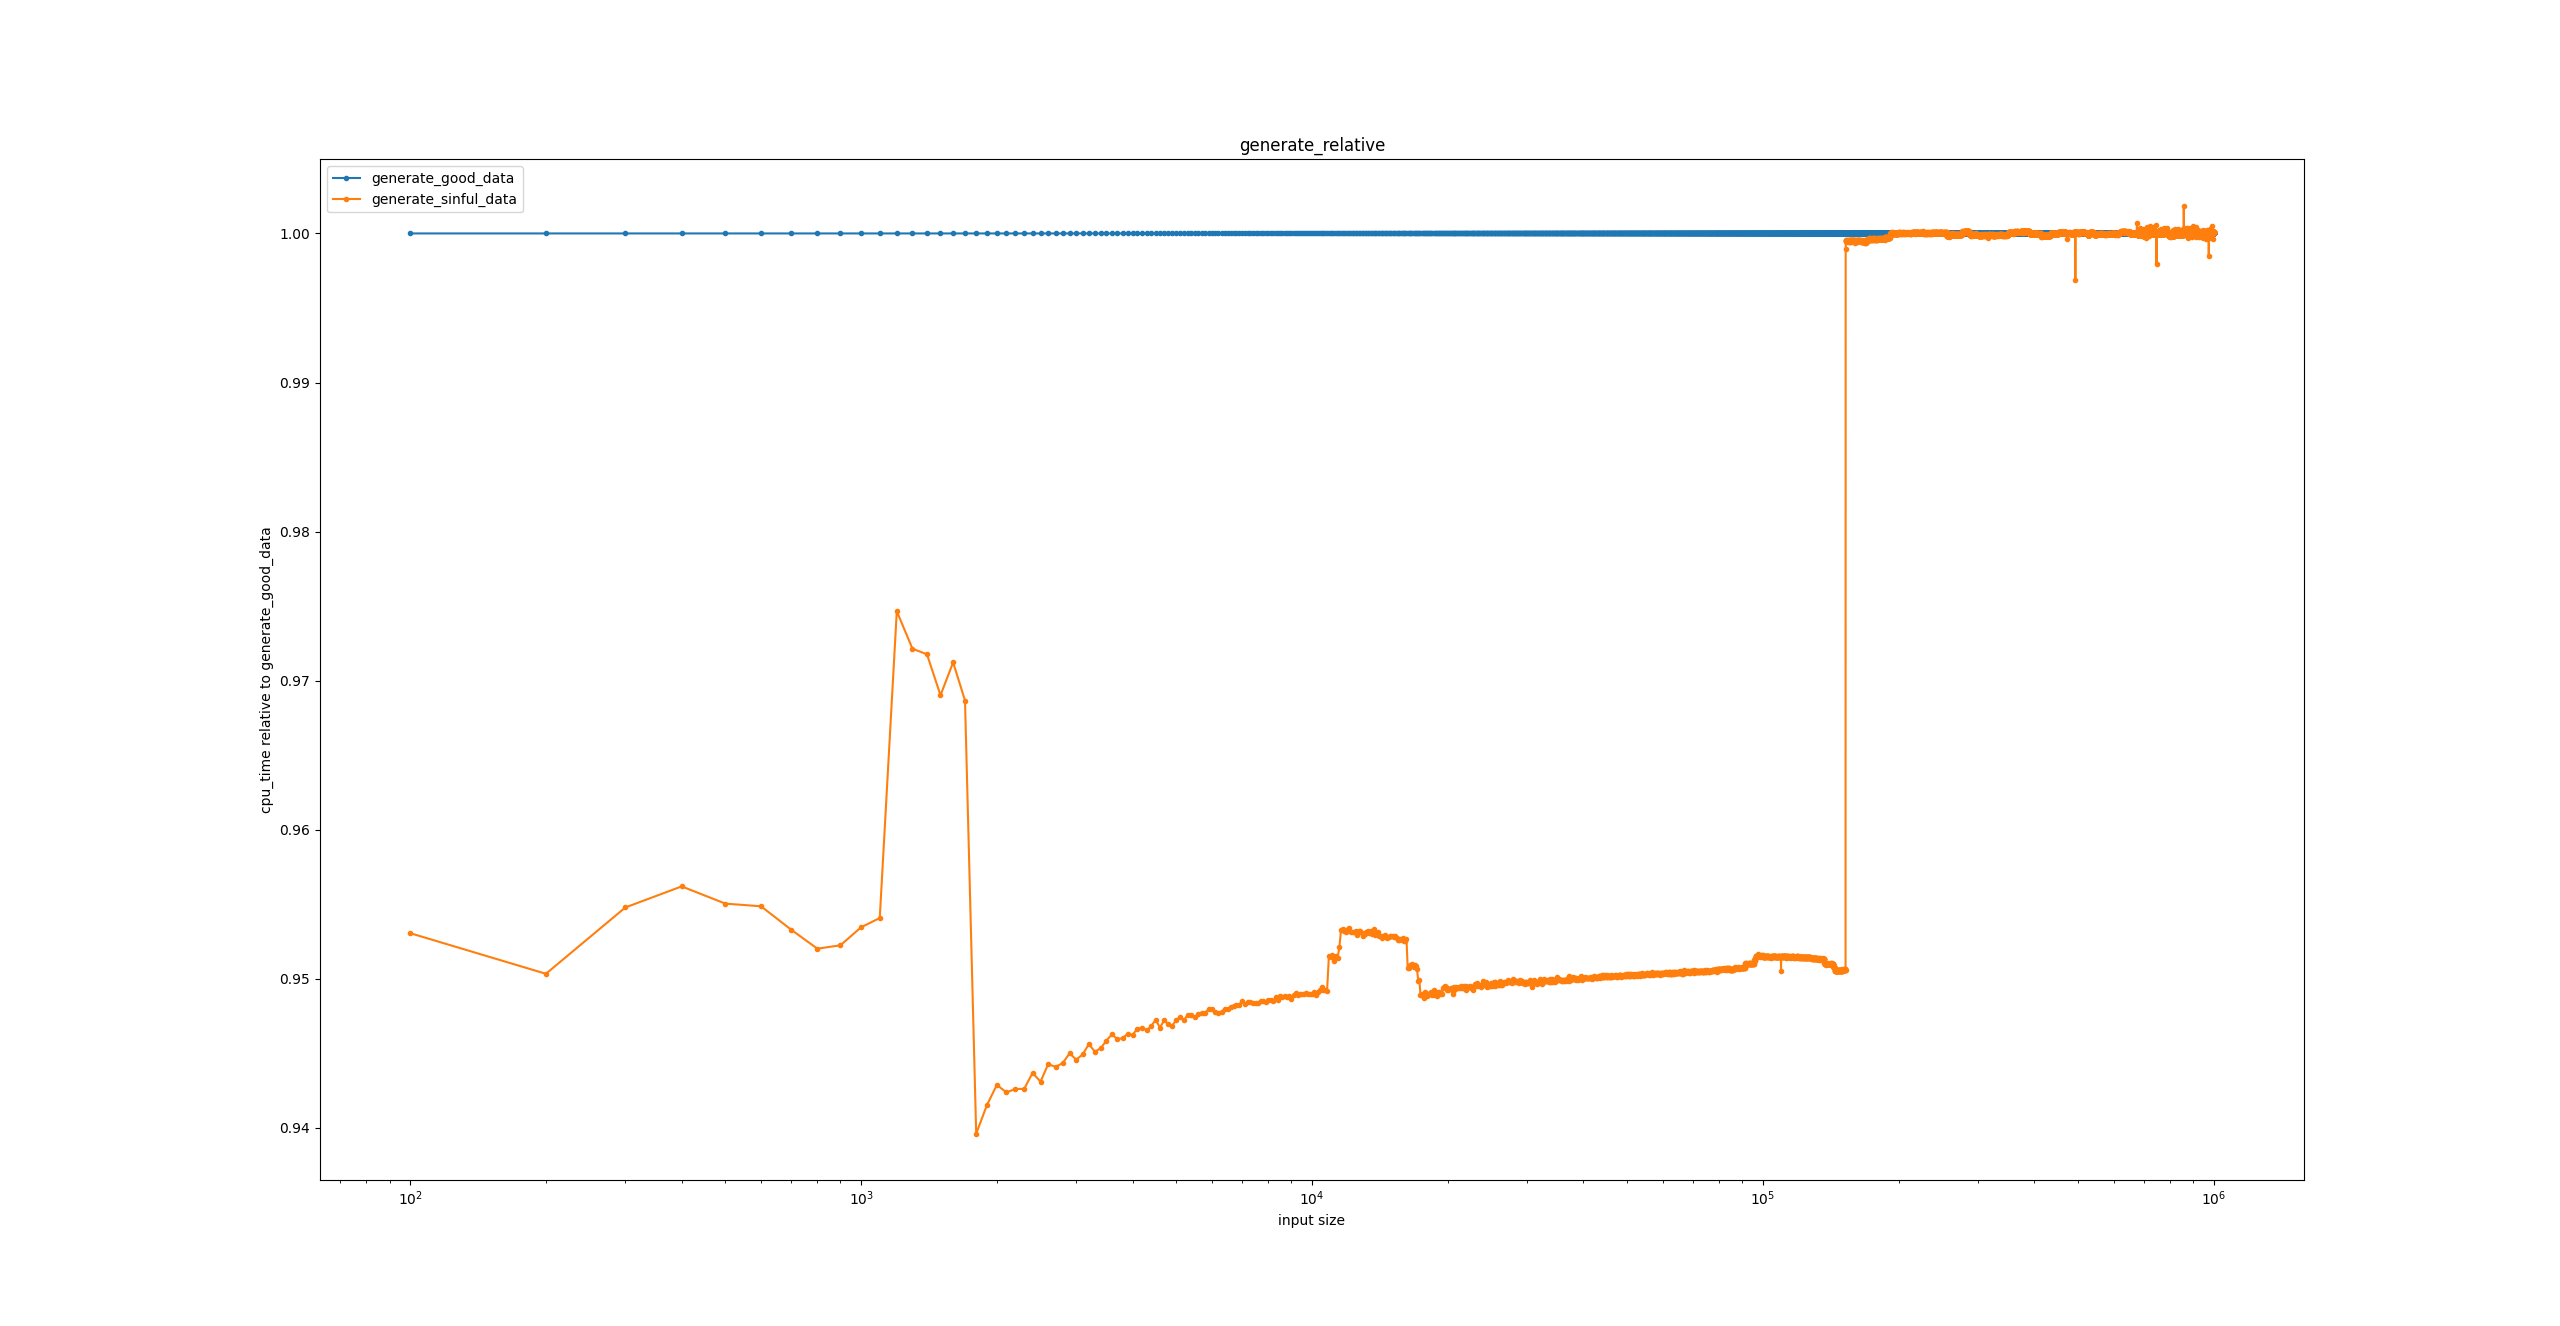 generate_relative
generate_good_data
generate_sinful_data
1.00
0.99
0.98
0.97
0.96
0.95
0.94
cpu_time relative to generate_good_data
10²
10³
10⁴
10⁵
10⁶
input size